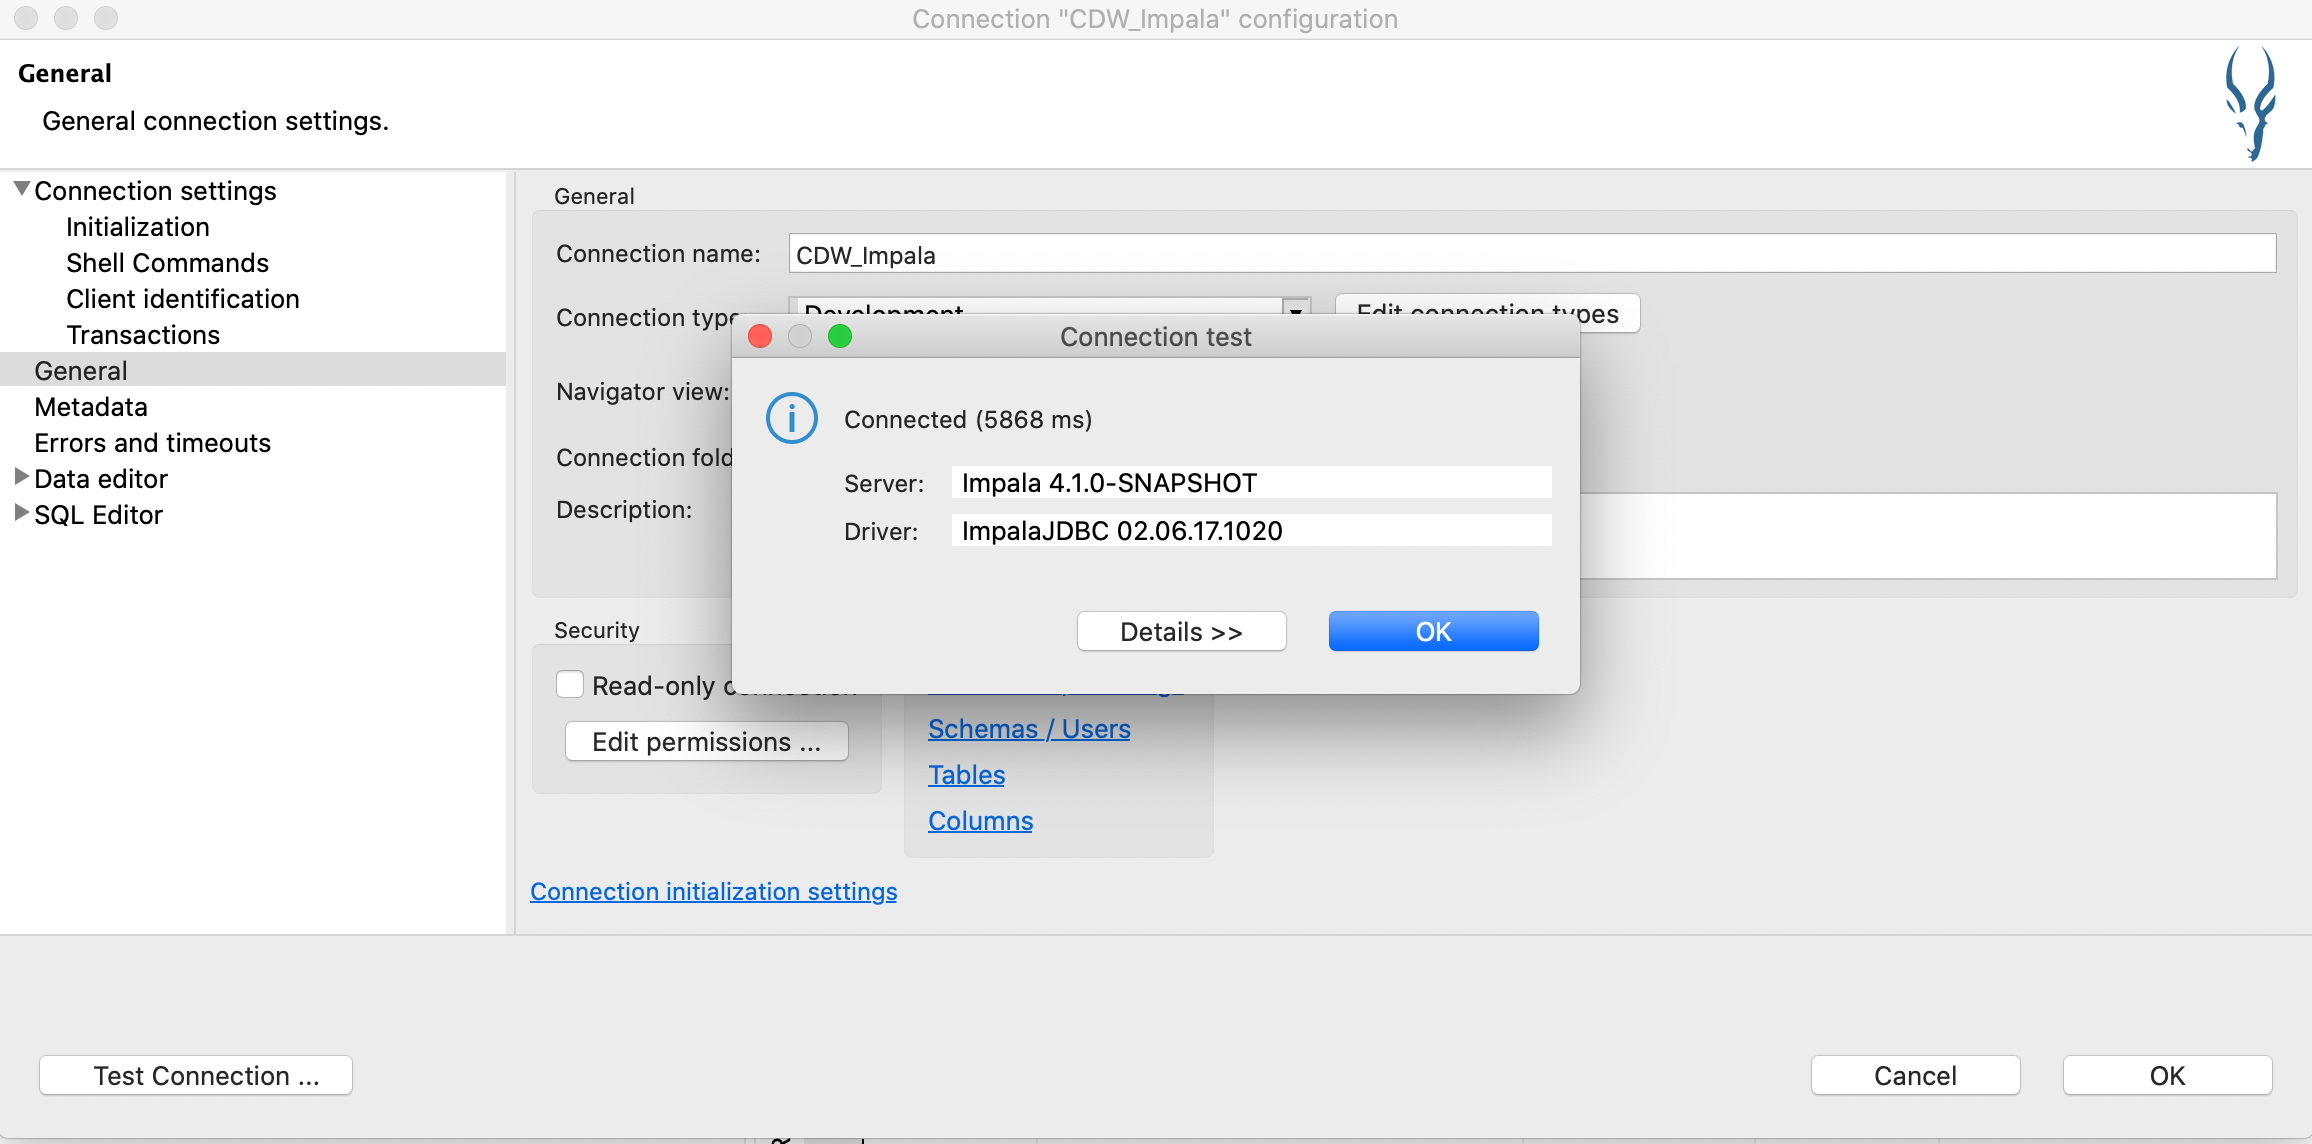 Connection "CDW_Impala" configuration
General
General connection settings.
Connection settings
Initialization
Shell Commands
Client identification
Transactions
General
Metadata
Errors and timeouts
Data editor
SQL Editor
General
Connection name: CDW_Impala
Connection type Development Edit connection types
Navigator view:
Connection fold
Description:
Connection test
Connected (5868 ms)
Server: Impala 4.1.0-SNAPSHOT
Driver: ImpalaJDBC 02.06.17.1020
Details >> OK
Security
Read-only connection
Edit permissions ...
Schemas / Users
Tables
Columns
Connection initialization settings
Test Connection ... Cancel OK